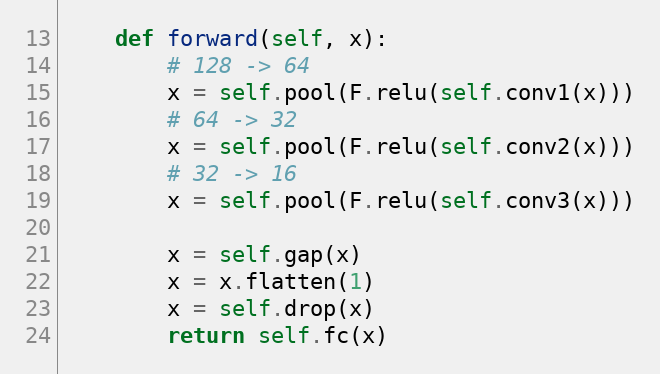 13     def forward(self, x):
14         # 128 -> 64
15         x = self.pool(F.relu(self.conv1(x)))
16         # 64 -> 32
17         x = self.pool(F.relu(self.conv2(x)))
18         # 32 -> 16
19         x = self.pool(F.relu(self.conv3(x)))
20
21         x = self.gap(x)
22         x = x.flatten(1)
23         x = self.drop(x)
24         return self.fc(x)